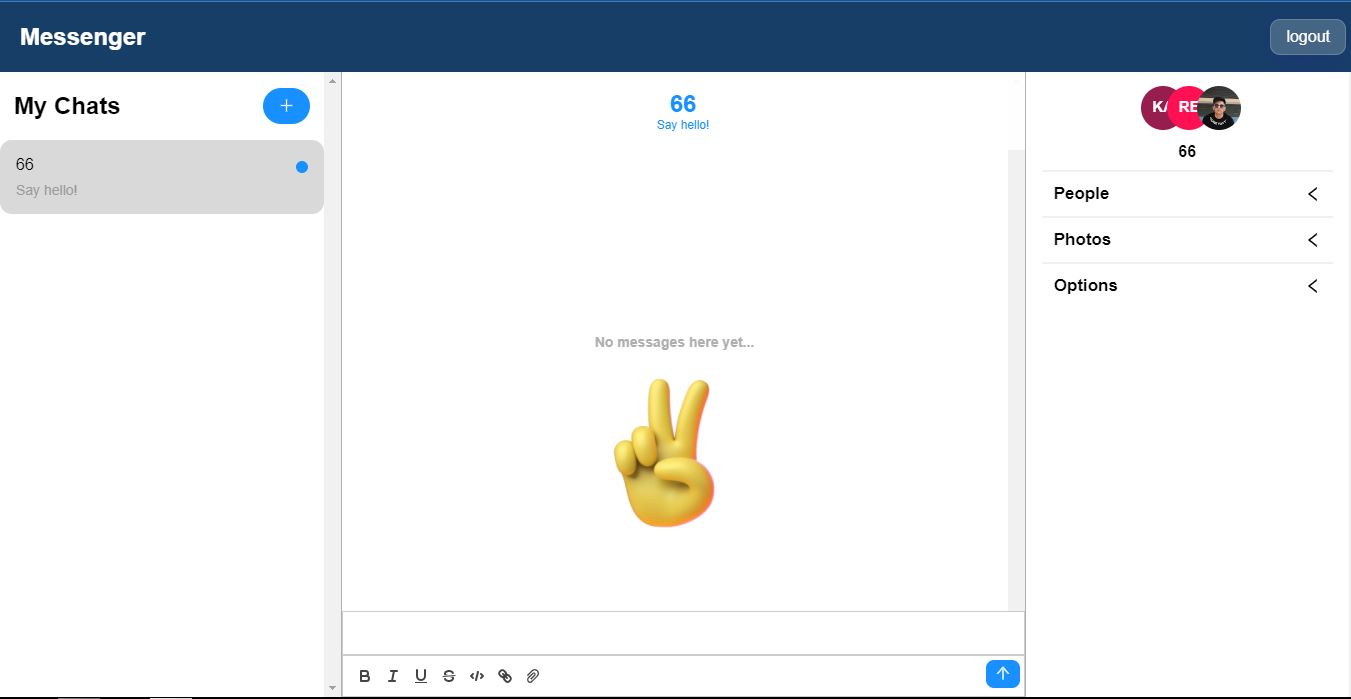 Messenger
logout
My Chats
+
66
Say hello!
66
Say hello!
No messages here yet...
B I U S </>
KA RE
66
People
Photos
Options